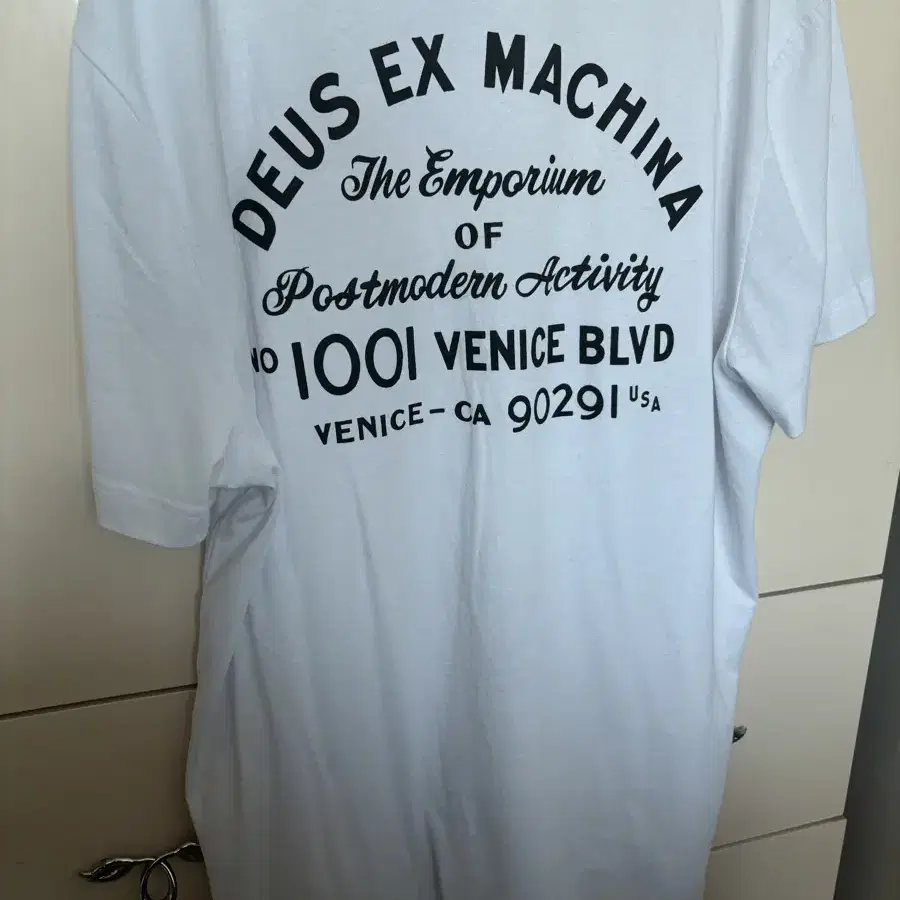 DEUS EX MACHINA
The Emporium
OF
Postmodern Activity
NO 1001 VENICE BLVD
VENICE - CA 90291 USA